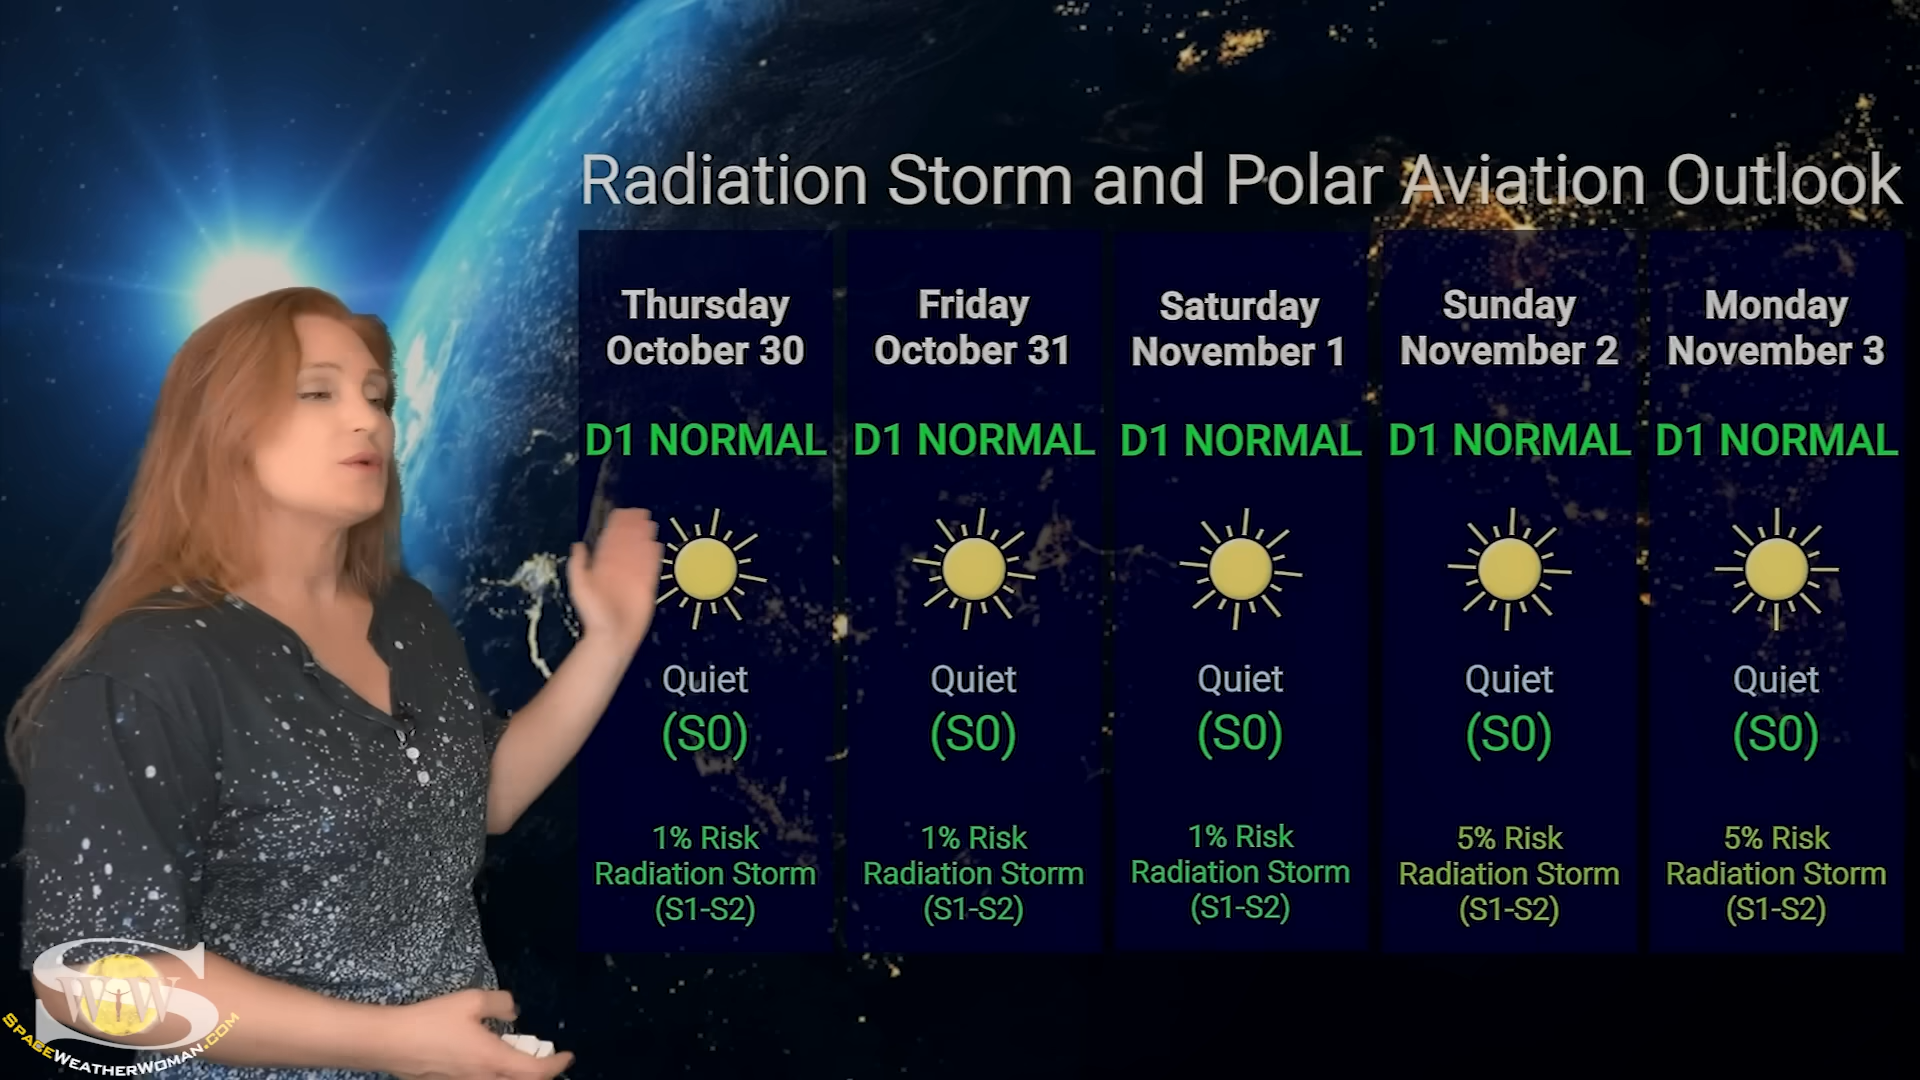 Radiation Storm and Polar Aviation Outlook
Thursday
October 30
D1 NORMAL
Quiet
(S0)
1% Risk
Radiation Storm
(S1-S2)
Friday
October 31
D1 NORMAL
Quiet
(S0)
1% Risk
Radiation Storm
(S1-S2)
Saturday
November 1
D1 NORMAL
Quiet
(S0)
1% Risk
Radiation Storm
(S1-S2)
Sunday
November 2
D1 NORMAL
Quiet
(S0)
5% Risk
Radiation Storm
(S1-S2)
Monday
November 3
D1 NORMAL
Quiet
(S0)
5% Risk
Radiation Storm
(S1-S2)
S
WW
SPACEWEATHERWOMAN.COM